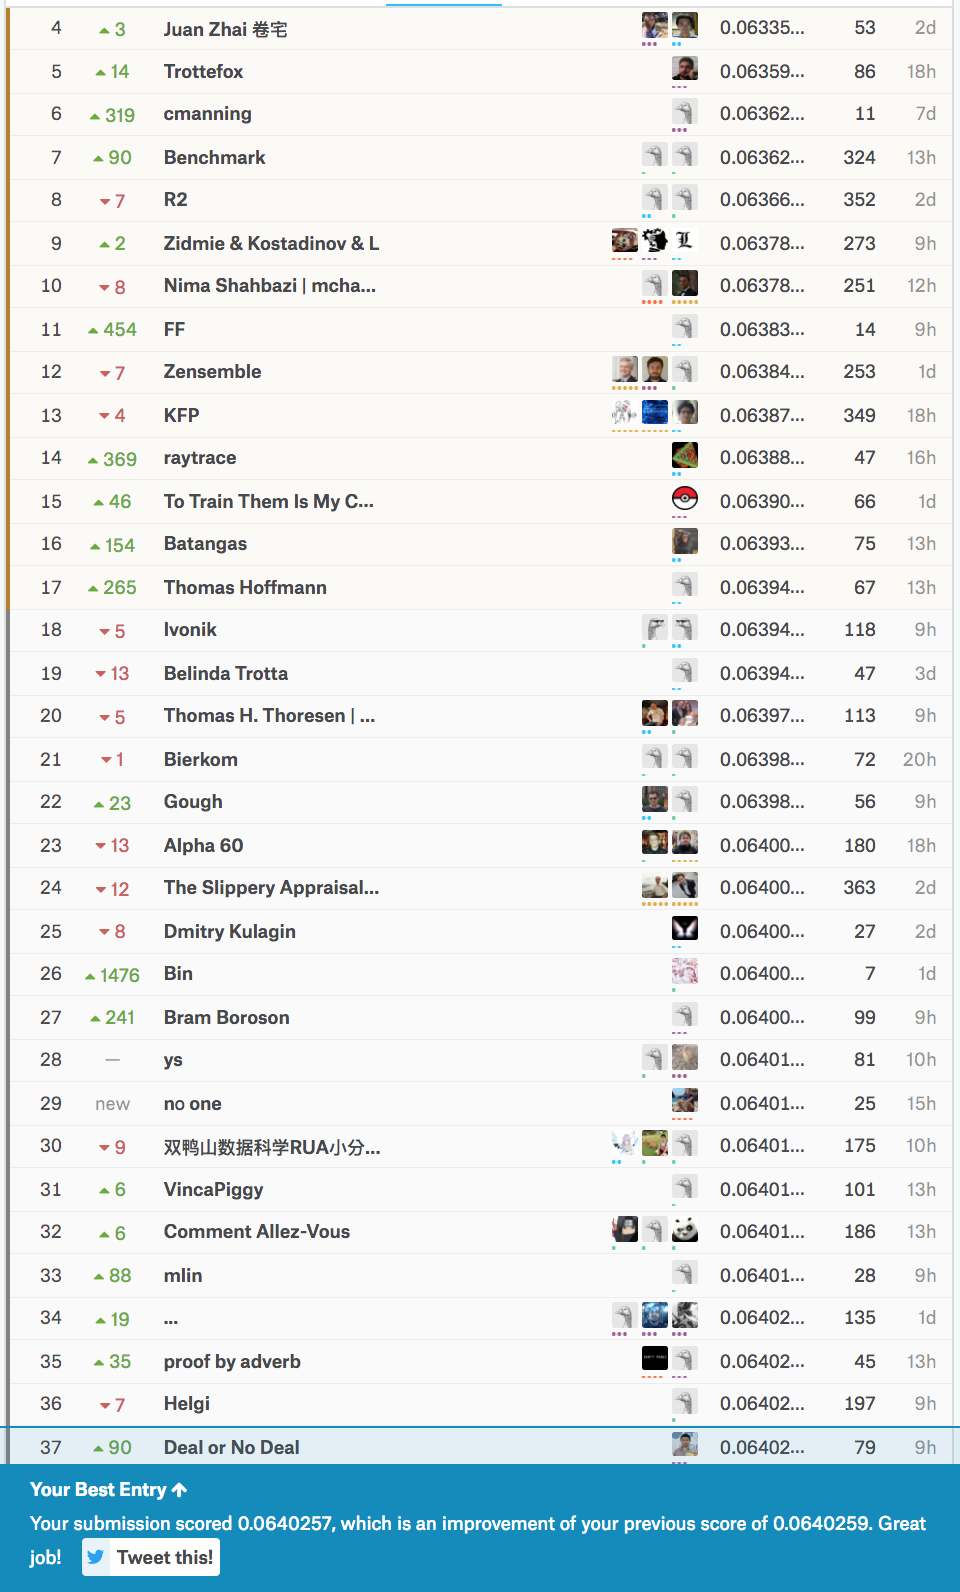 4 3 Juan Zhai 卷宅 0.06335... 53 2d
5 14 Trottefox 0.06359... 86 18h
6 319 cmanning 0.06362... 11 7d
7 90 Benchmark 0.06362... 324 13h
8 7 R2 0.06366... 352 2d
9 2 Zidmie & Kostadinov & L 0.06378... 273 9h
10 8 Nima Shahbazi | mcha... 0.06378... 251 12h
11 454 FF 0.06383... 14 9h
12 7 Zensemble 0.06384... 253 1d
13 4 KFP 0.06387... 349 18h
14 369 raytrace 0.06388... 47 16h
15 46 To Train Them Is My C... 0.06390... 66 1d
16 154 Batangas 0.06393... 75 13h
17 265 Thomas Hoffmann 0.06394... 67 13h
18 5 Ivonik 0.06394... 118 9h
19 13 Belinda Trotta 0.06394... 47 3d
20 5 Thomas H. Thoresen | ... 0.06397... 113 9h
21 1 Bierkom 0.06398... 72 20h
22 23 Gough 0.06398... 56 9h
23 13 Alpha 60 0.06400... 180 18h
24 12 The Slippery Appraisal... 0.06400... 363 2d
25 8 Dmitry Kulagin 0.06400... 27 2d
26 1476 Bin 0.06400... 7 1d
27 241 Bram Boroson 0.06400... 99 9h
28 — ys 0.06401... 81 10h
29 new no one 0.06401... 25 15h
30 9 双鸭山数据科学RUA小分... 0.06401... 175 10h
31 6 VincaPiggy 0.06401... 101 13h
32 6 Comment Allez-Vous 0.06401... 186 13h
33 88 mlin 0.06401... 28 9h
34 19 ... 0.06402... 135 1d
35 35 proof by adverb 0.06402... 45 13h
36 7 Helgi 0.06402... 197 9h
37 90 Deal or No Deal 0.06402... 79 9h
Your Best Entry ↑
Your submission scored 0.0640257, which is an improvement of your previous score of 0.0640259. Great
job! Tweet this!